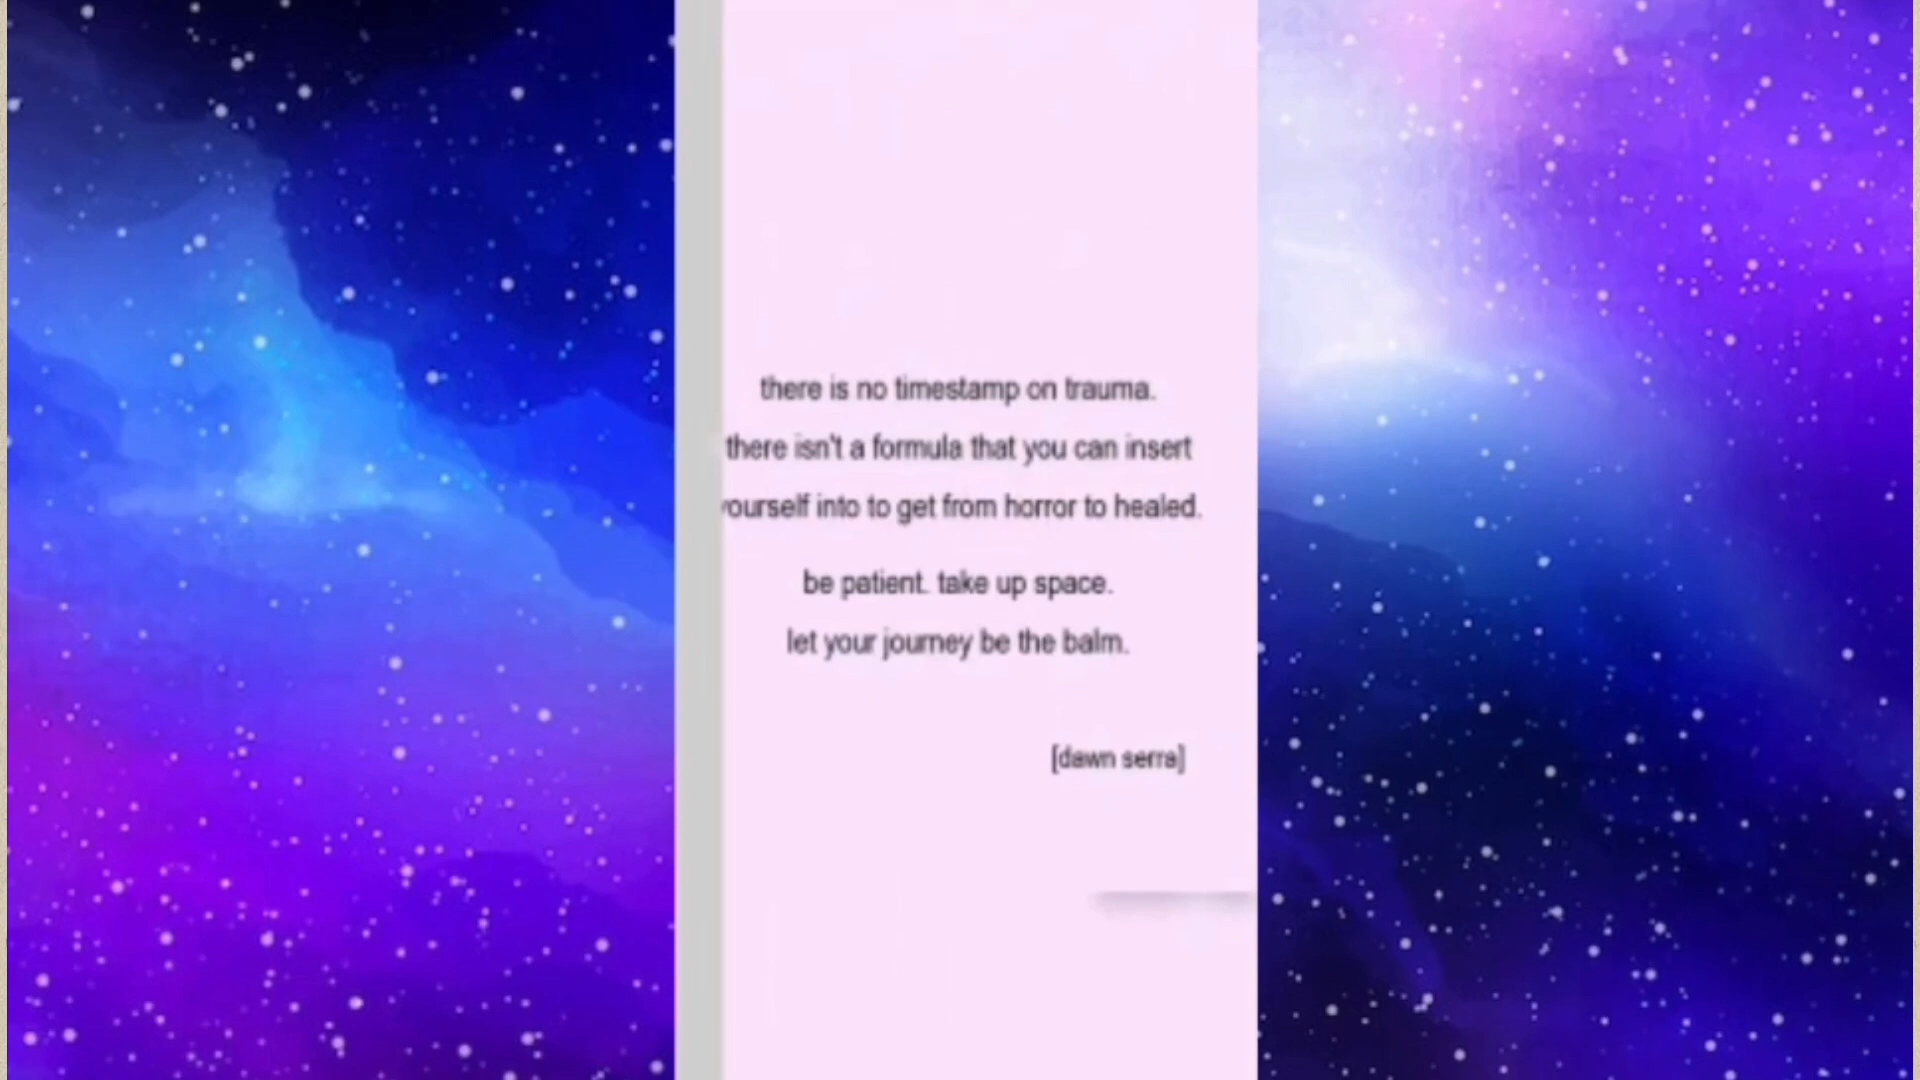 there is no timestamp on trauma.
there isn't a formula that you can insert
yourself into to get from horror to healed.
be patient. take up space.
let your journey be the balm.
[dawn serra]